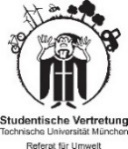 Studentische Vertretung
Technische Universität München
Referat für Umwelt